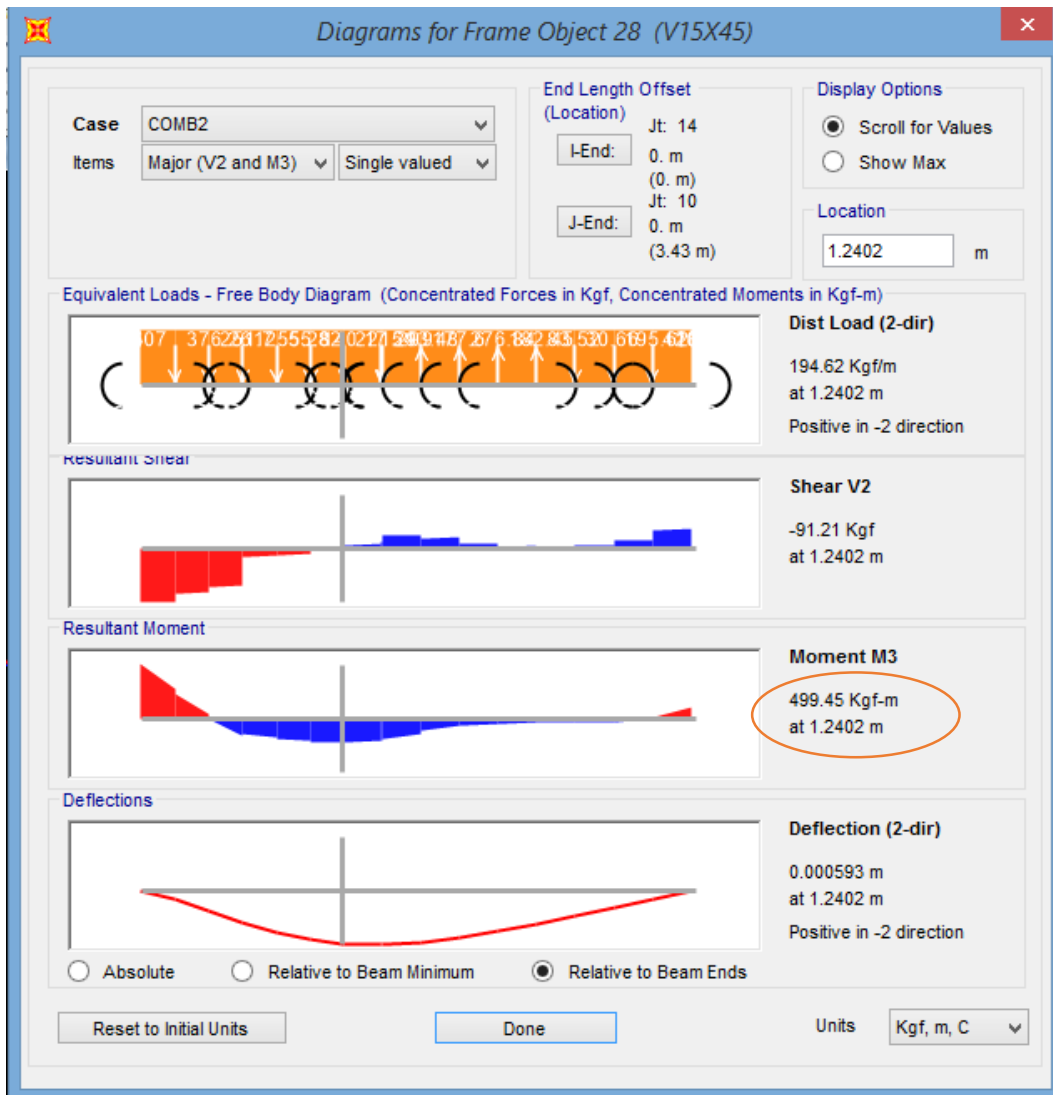 Diagrams for Frame Object 28 (V15X45)
Case COMB2
Items Major (V2 and M3) Single valued
End Length Offset
(Location)
I-End:
Jt: 14
0. m
(0. m)
J-End:
Jt: 10
0. m
(3.43 m)
Display Options
Scroll for Values
Show Max
Location
1.2402 m
Equivalent Loads - Free Body Diagram (Concentrated Forces in Kgf, Concentrated Moments in Kgf-m)
Dist Load (2-dir)
194.62 Kgf/m
at 1.2402 m
Positive in -2 direction
Resultant Shear
Shear V2
-91.21 Kgf
at 1.2402 m
Resultant Moment
Moment M3
499.45 Kgf-m
at 1.2402 m
Deflections
Deflection (2-dir)
0.000593 m
at 1.2402 m
Positive in -2 direction
Absolute Relative to Beam Minimum Relative to Beam Ends
Reset to Initial Units Done Units Kgf, m, C